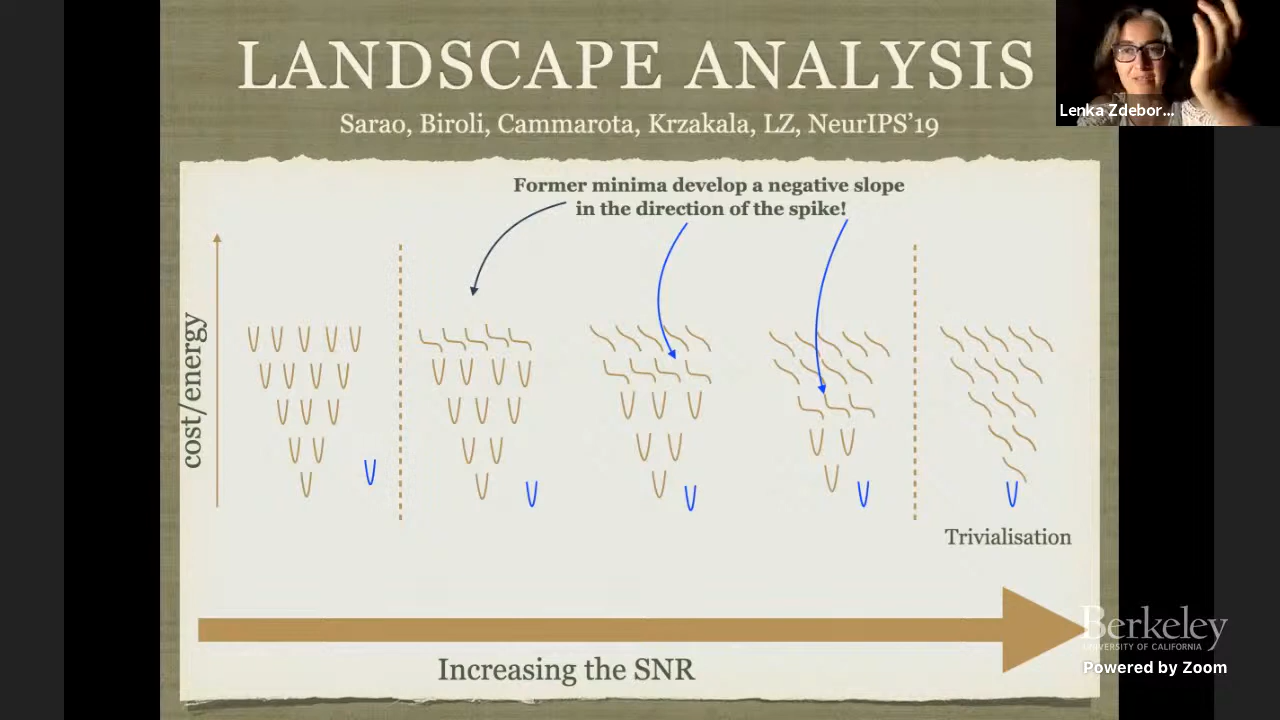 LANDSCAPE ANALYSIS
Sarao, Biroli, Cammarota, Krzakala, LZ, NeurIPS'19
Lenka Zdebor...
Former minima develop a negative slope
in the direction of the spike!
cost/energy
Trivialisation
Increasing the SNR
Berkeley
UNIVERSITY OF CALIFORNIA
Powered by Zoom